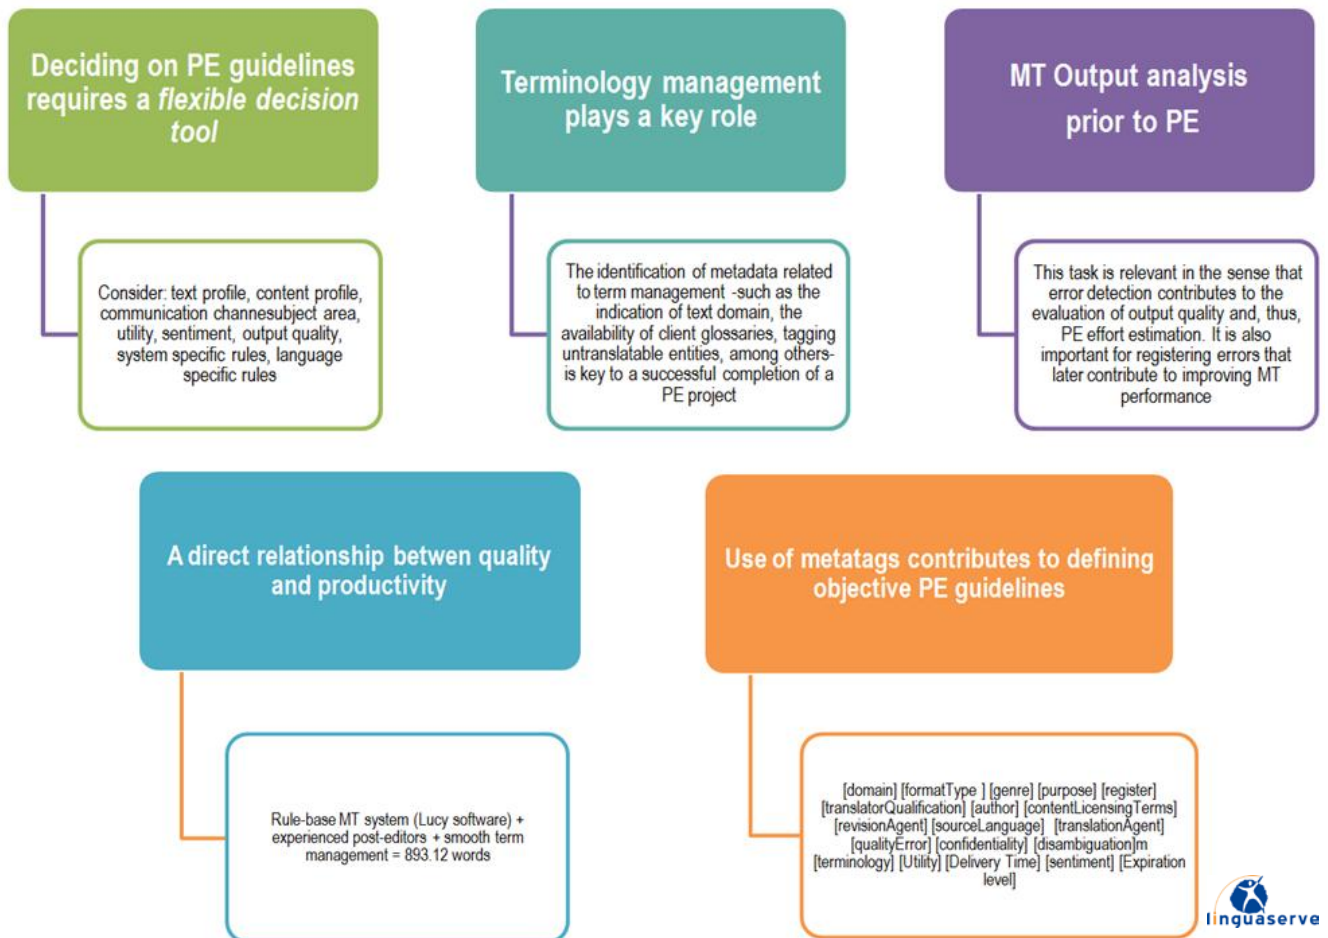 Deciding on PE guidelines
requires a flexible decision
tool
Consider: text profile, content profile,
communication channesubject area,
utility, sentiment, output quality,
system specific rules, language
specific rules
Terminology management
plays a key role
The identification of metadata related
to term management -such as the
indication of text domain, the
availability of client glossaries, tagging
untranslatable entities, among others-
is key to a successful completion of a
PE project
MT Output analysis
prior to PE
This task is relevant in the sense that
error detection contributes to the
evaluation of output quality and, thus,
PE effort estimation. It is also
important for registering errors that
later contribute to improving MT
performance
A direct relationship betwen quality
and productivity
Rule-base MT system (Lucy software) +
experienced post-editors + smooth term
management = 893.12 words
Use of metatags contributes to defining
objective PE guidelines
[domain] [formatType ] [genre] [purpose] [register]
[translatorQualification] [author] [contentLicensingTerms]
[revisionAgent] [sourceLanguage] [translationAgent]
[qualityError] [confidentiality] [disambiguation]m
[terminology] [Utility] [Delivery Time] [sentiment] [Expiration
level]
linguaserve